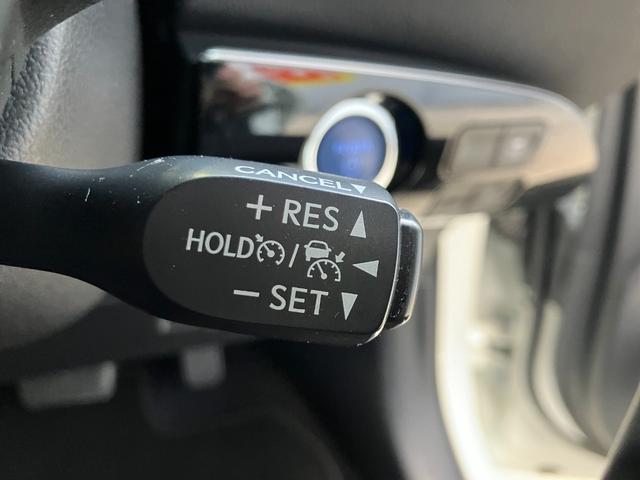 CANCEL▼
+ RES ▲
HOLD / ◀
− SET ▼